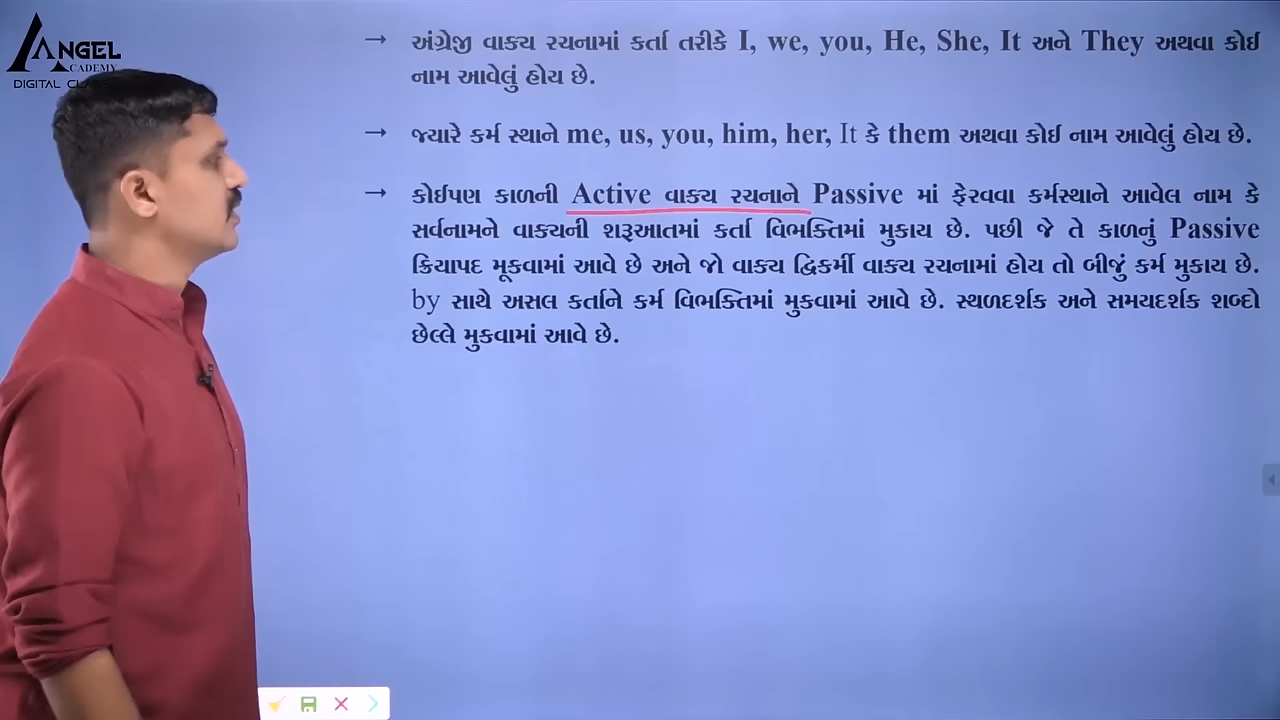 ANGEL
ACADEMY
DIGITAL CLASS
→ અંગ્રેજી વાક્ય રચનામાં કર્તા તરીકે I, we, you, He, She, It અને They અથવા કોઈ
નામ આવેલું હોય છે.
→ જ્યારે કર્મ સ્થાને me, us, you, him, her, It કે them અથવા કોઈ નામ આવેલું હોય છે.
→ કોઈપણ કાળની Active વાક્ય રચનાને Passive માં ફેરવવા કર્મસ્થાને આવેલ નામ કે
સર્વનામને વાક્યની શરૂઆતમાં કર્તા વિભક્તિમાં મુકાય છે. પછી જે તે કાળનું Passive
ક્રિયાપદ મૂકવામાં આવે છે અને જો વાક્ય દ્વિકર્મી વાક્ય રચનામાં હોય તો બીજું કર્મ મુકાય છે.
by સાથે અસલ કર્તાને કર્મ વિભક્તિમાં મુકવામાં આવે છે. સ્થળદર્શક અને સમયદર્શક શબ્દો
છેલ્લે મુકવામાં આવે છે.